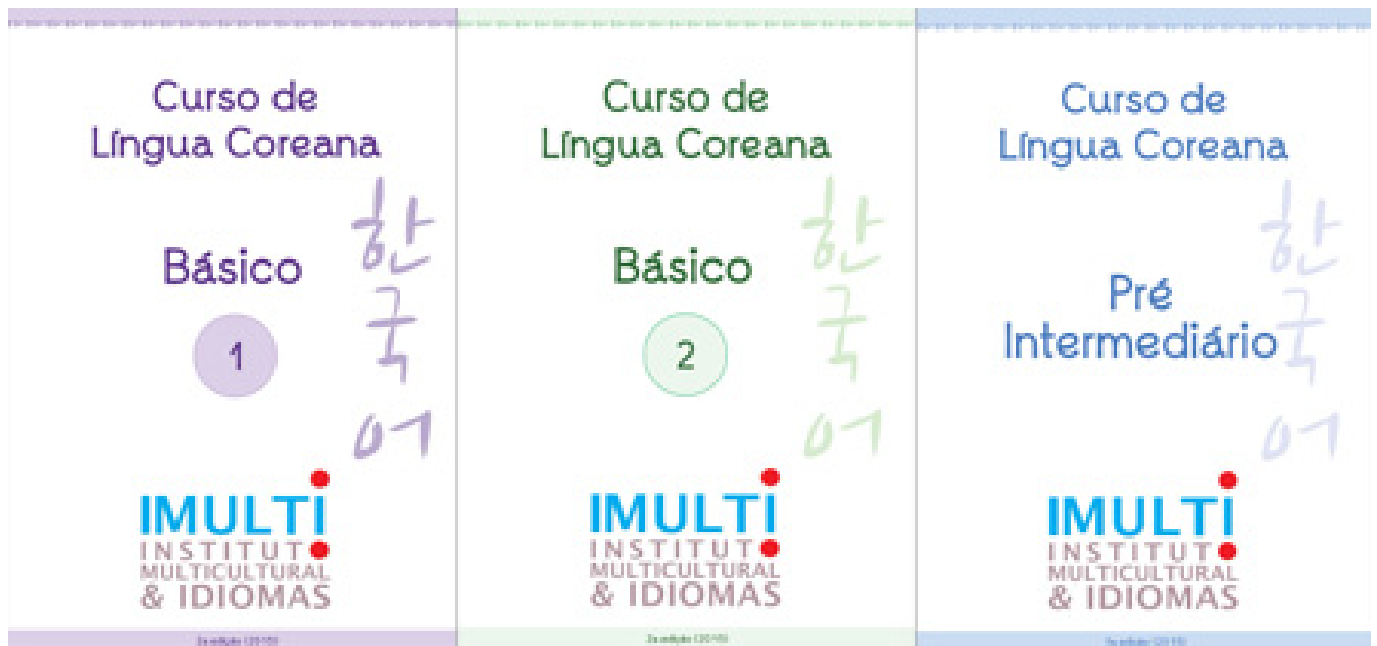 Curso de
Língua Coreana
Básico
1
한
국
어
IMULTi
INSTITUTO
MULTICULTURAL
& IDIOMAS
Curso de
Língua Coreana
Básico
2
한
국
어
IMULTi
INSTITUTO
MULTICULTURAL
& IDIOMAS
Curso de
Língua Coreana
Pré
Intermediário
한
국
어
IMULTi
INSTITUTO
MULTICULTURAL
& IDIOMAS